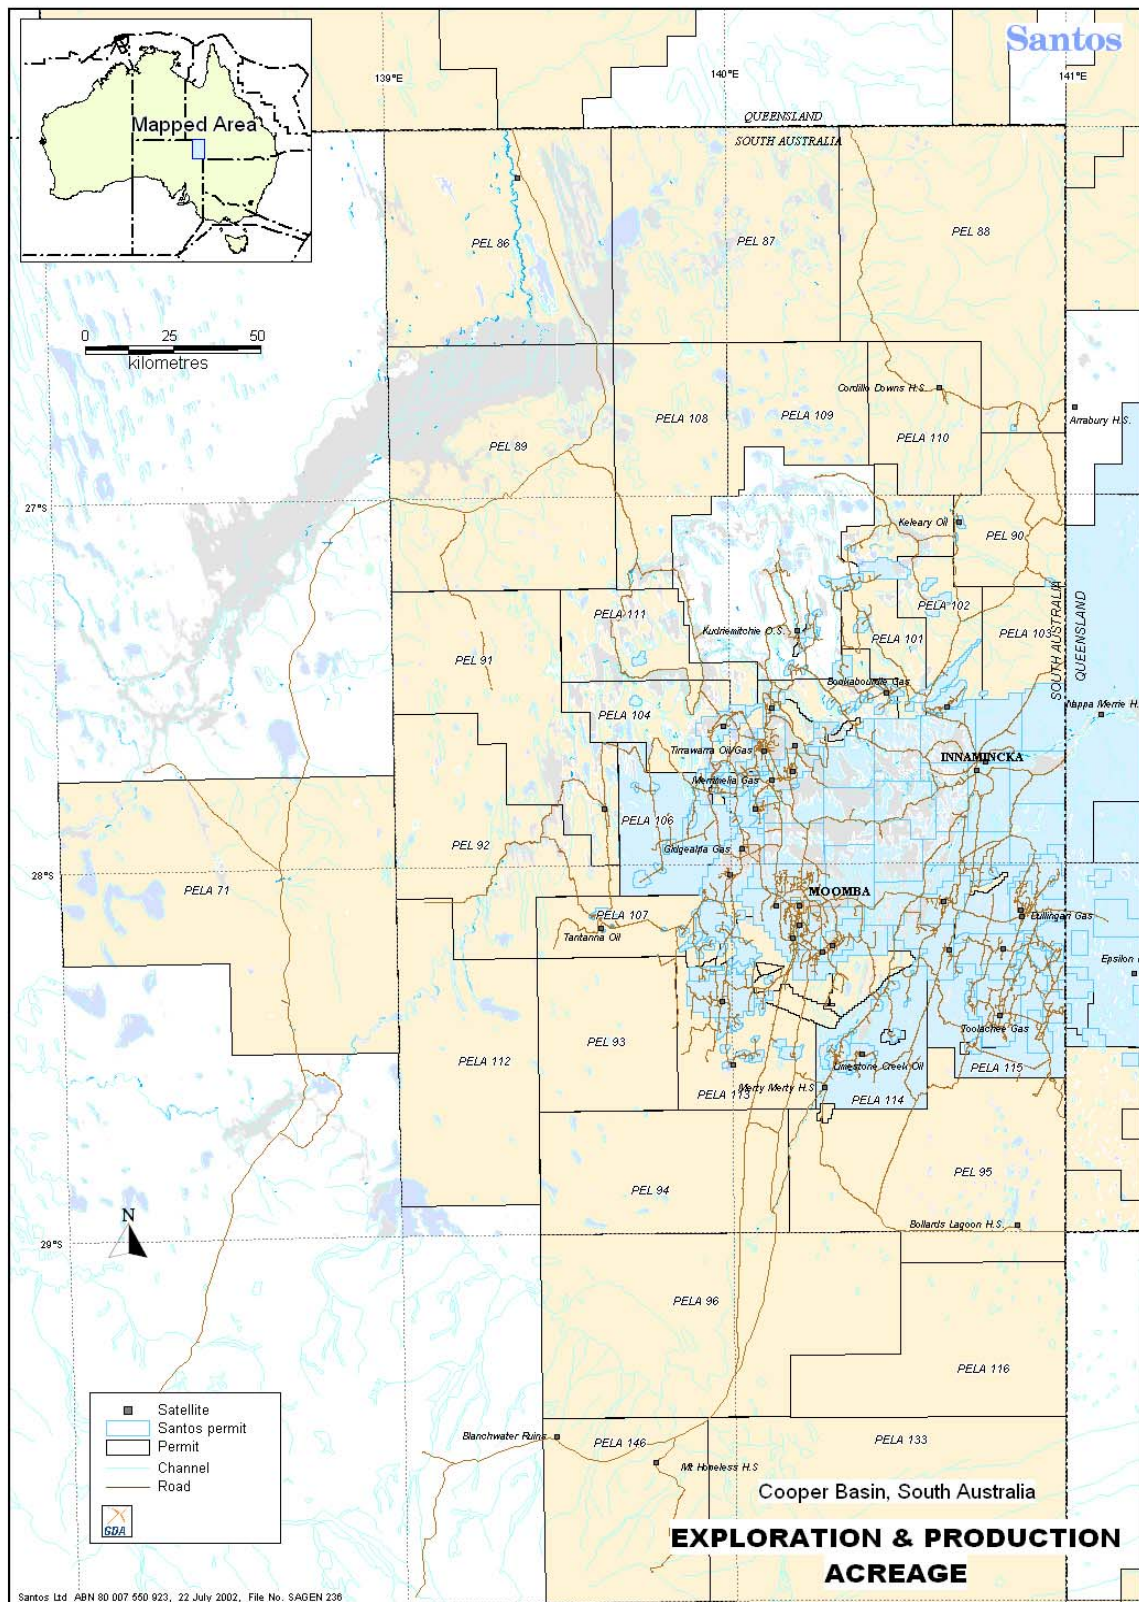 Santos
139°E
140°E
141°E
Mapped Area
QUEENSLAND
SOUTH AUSTRALIA
PEL 86
PEL 87
PEL 88
0 25 50
kilometres
Cordillo Downs H.S.
Arrabury H.S.
PELA 108
PELA 109
PELA 110
PEL 89
27°S
Keleary Oil
PEL 90
PELA 111
PELA 102
Kudriemitchie O.S.
PELA 101
PELA 103
SOUTH AUSTRALIA
QUEENSLAND
PEL 91
Bookabourdie Gas
PELA 104
Nappa Merrie H.
Tirrawarra Oil/Gas
INNAMINCKA
Merrimelia Gas
PELA 106
PEL 92
Gidgealpa Gas
28°S
PELA 71
MOOMBA
PELA 107
Tantanna Oil
Dullingari Gas
Epsilon
Toolachee Gas
PEL 93
PELA 112
Limestone Creek Oil
PELA 115
Merty Merty H.S
PELA 113
PELA 114
PEL 94
PEL 95
N
Bollards Lagoon H.S.
29°S
PELA 96
PELA 116
Satellite
Santos permit
Permit
Channel
Road
GDA
Blanchwater Ruins
PELA 146
PELA 133
Mt Hopeless H.S
Cooper Basin, South Australia
EXPLORATION & PRODUCTION
ACREAGE
Santos Ltd ABN 80 007 550 923, 22 July 2002, File No. SAGEN 236